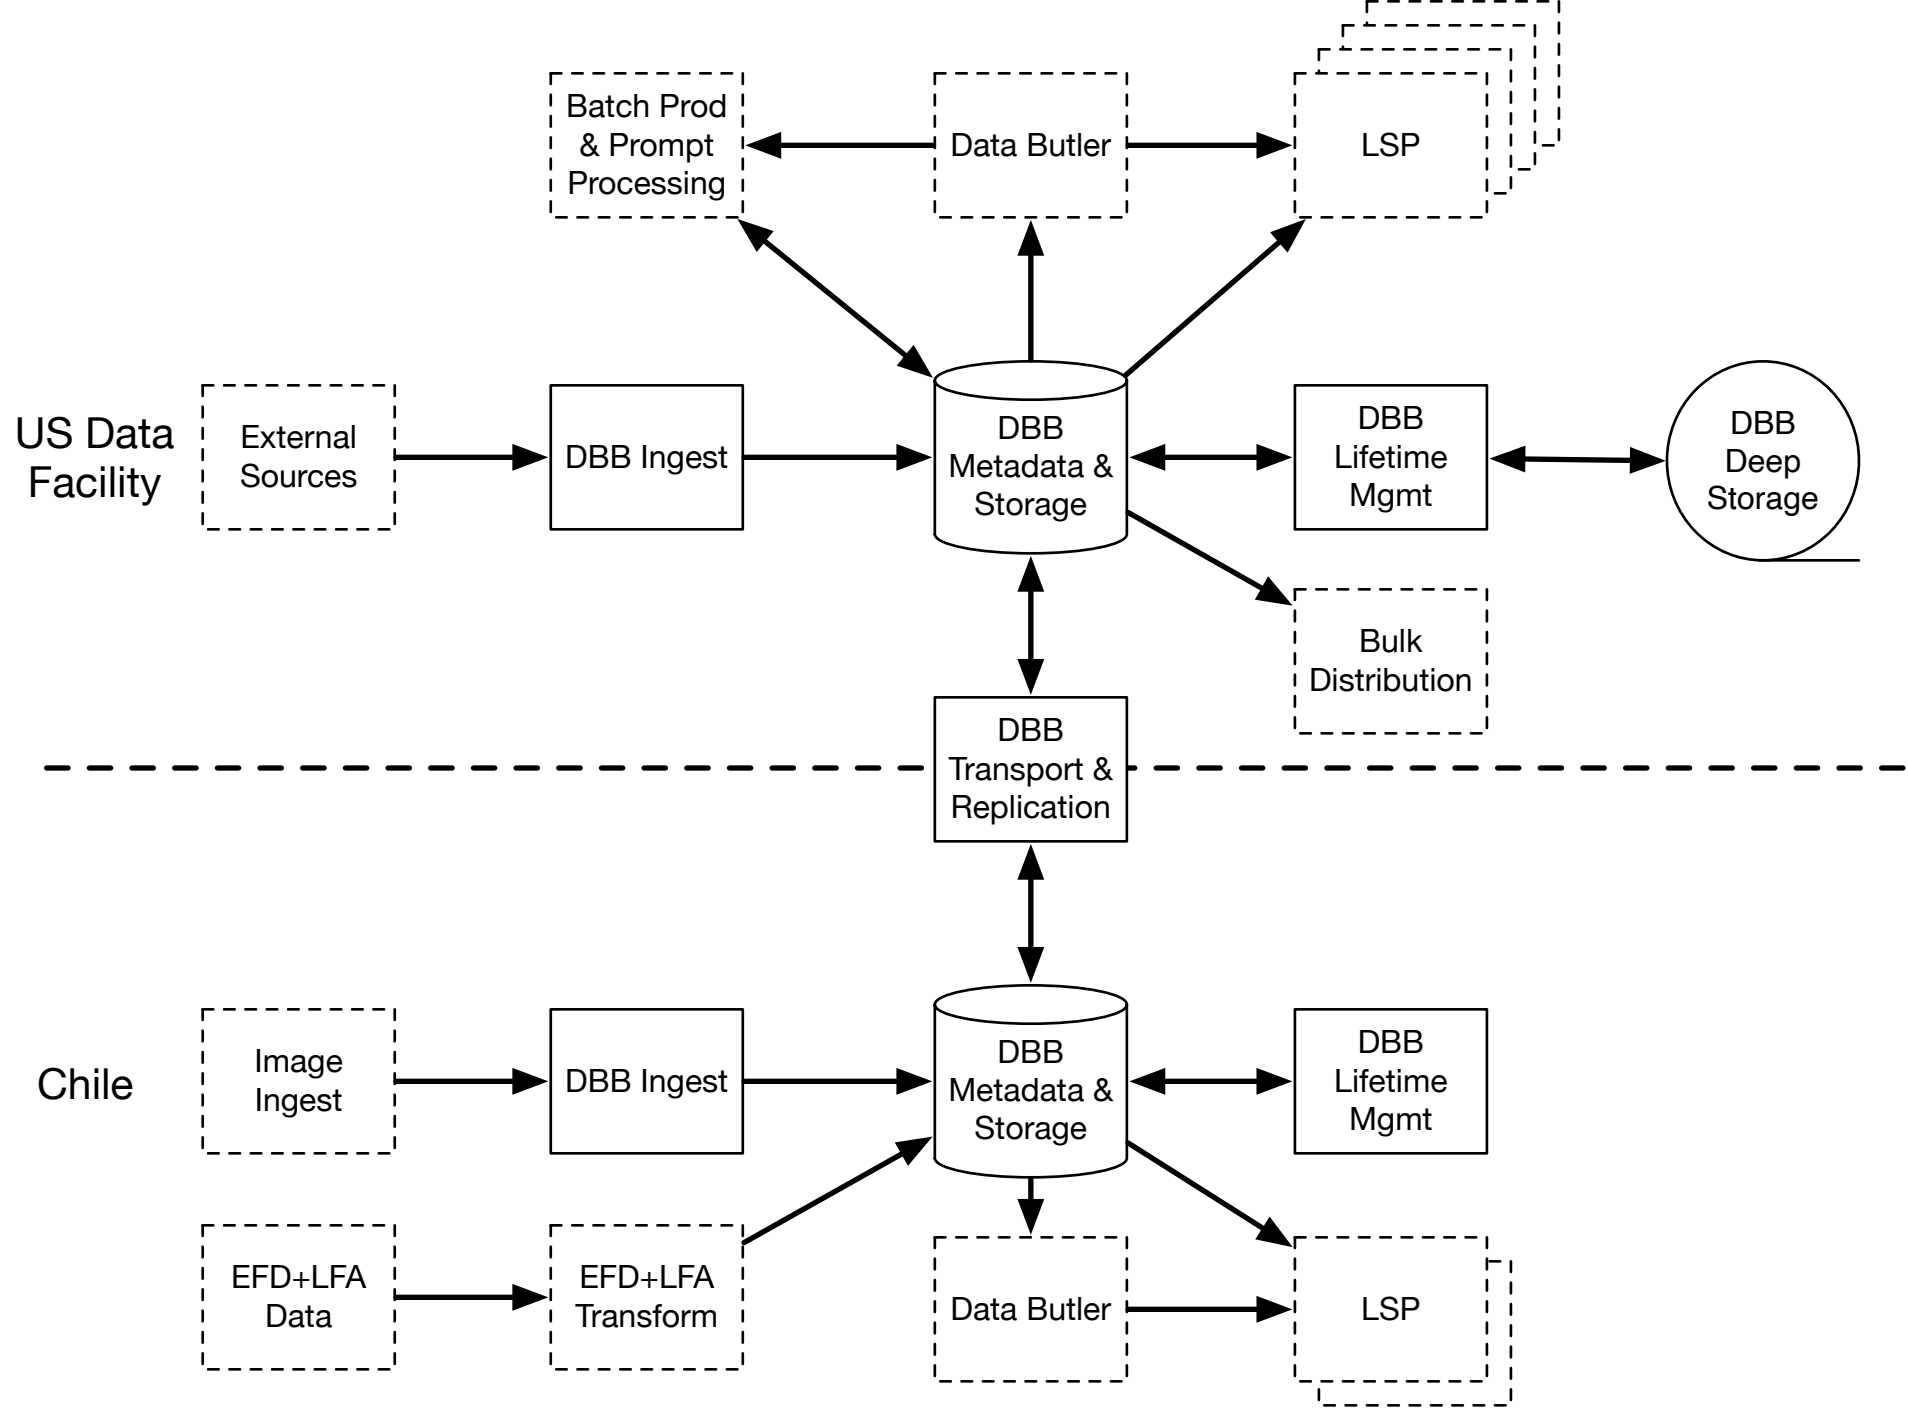 Batch Prod
& Prompt
Processing
Data Butler
LSP
US Data
Facility
External
Sources
DBB Ingest
DBB
Metadata &
Storage
DBB
Lifetime
Mgmt
DBB
Deep
Storage
Bulk
Distribution
DBB
Transport &
Replication
Chile
Image
Ingest
DBB Ingest
DBB
Metadata &
Storage
DBB
Lifetime
Mgmt
EFD+LFA
Data
EFD+LFA
Transform
Data Butler
LSP